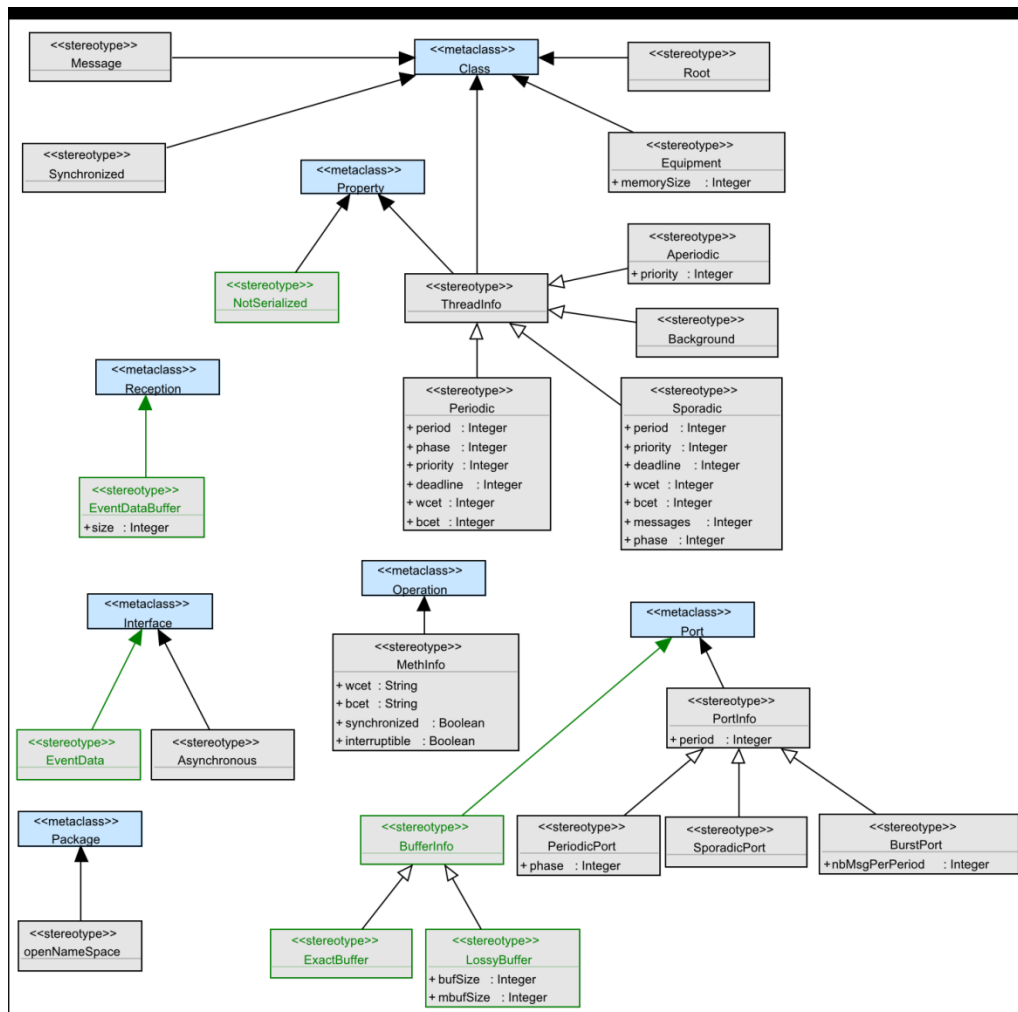 <<stereotype>>
Message
<<metaclass>>
Class
<<stereotype>>
Root
<<stereotype>>
Synchronized
<<stereotype>>
Equipment
+ memorySize : Integer
<<metaclass>>
Property
<<stereotype>>
Aperiodic
+ priority : Integer
<<stereotype>>
NotSerialized
<<stereotype>>
ThreadInfo
<<stereotype>>
Background
<<metaclass>>
Reception
<<stereotype>>
Periodic
+ period : Integer
+ phase : Integer
+ priority : Integer
+ deadline : Integer
+ wcet : Integer
+ bcet : Integer
<<stereotype>>
Sporadic
+ period : Integer
+ priority : Integer
+ deadline : Integer
+ wcet : Integer
+ bcet : Integer
+ messages : Integer
+ phase : Integer
<<stereotype>>
EventDataBuffer
+ size : Integer
<<metaclass>>
Operation
<<metaclass>>
Interface
<<metaclass>>
Port
<<stereotype>>
MethInfo
+ wcet : String
+ bcet : String
+ synchronized : Boolean
+ interruptible : Boolean
<<stereotype>>
PortInfo
+ period : Integer
<<stereotype>>
EventData
<<stereotype>>
Asynchronous
<<metaclass>>
Package
<<stereotype>>
BufferInfo
<<stereotype>>
PeriodicPort
+ phase : Integer
<<stereotype>>
SporadicPort
<<stereotype>>
BurstPort
+ nbMsgPerPeriod : Integer
<<stereotype>>
openNameSpace
<<stereotype>>
ExactBuffer
<<stereotype>>
LossyBuffer
+ bufSize : Integer
+ mbufSize : Integer